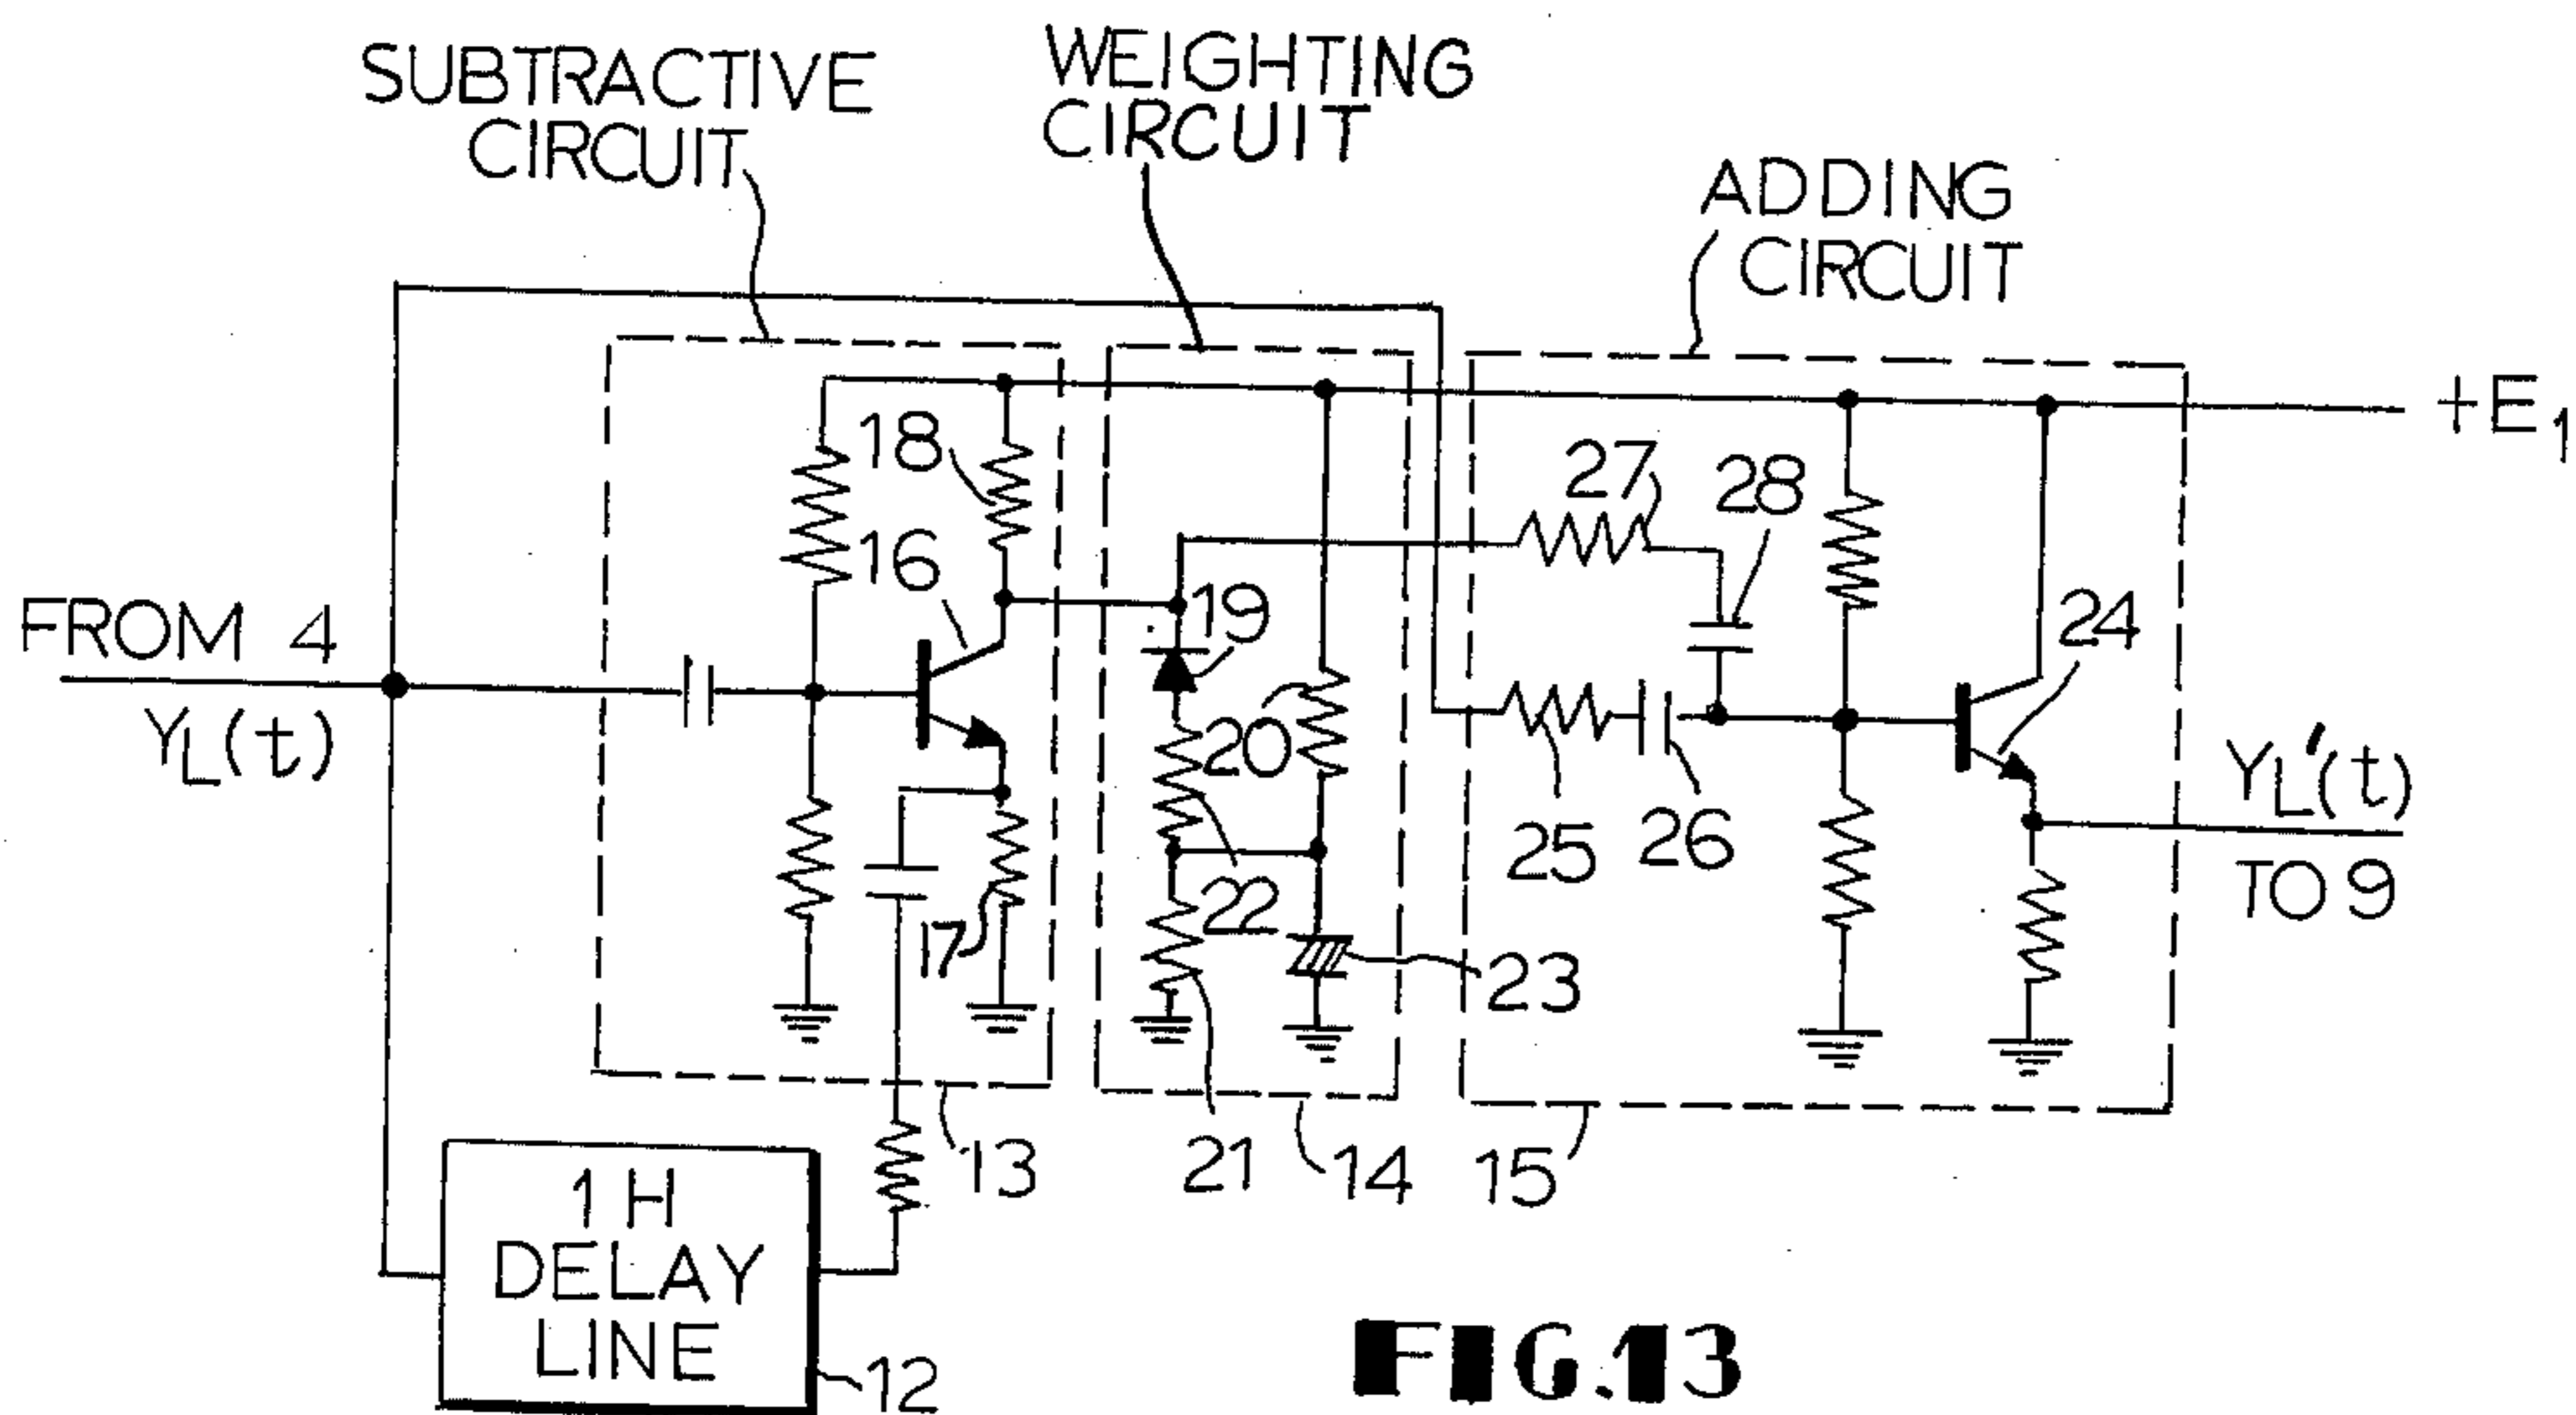 SUBTRACTIVE
CIRCUIT
WEIGHTING
CIRCUIT
ADDING
CIRCUIT
+E1
18
27
28
16
19
24
FROM 4
YL(t)
20
25
26
YL'(t)
TO 9
22
17
23
13
21
14
15
1H
DELAY
LINE
12
FIG.13